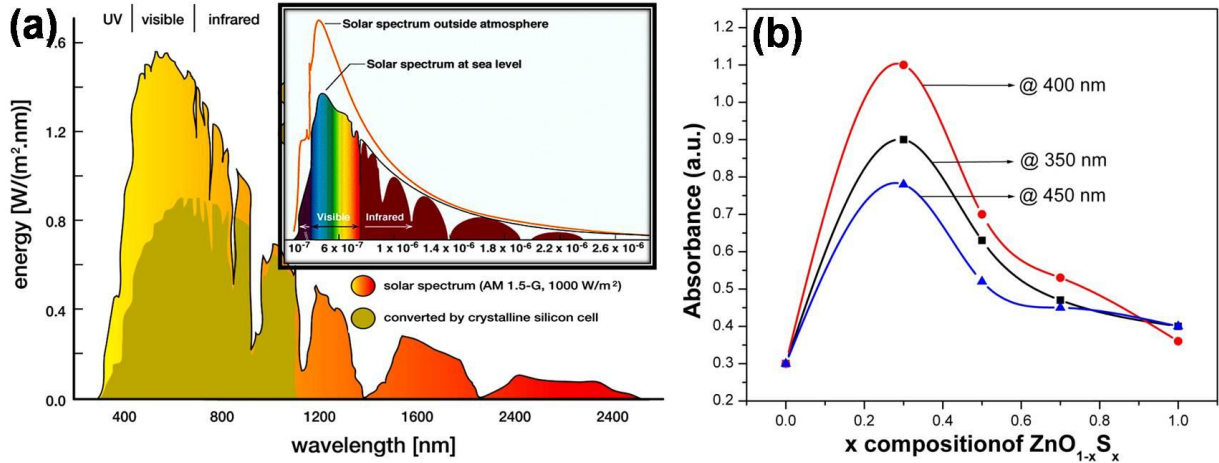 (a)
UV visible infrared
1.6
1.2
0.8
0.4
0.0
energy [W/(m².nm)]
400 800 1200 1600 2400 2400
wavelength [nm]
Solar spectrum outside atmosphere
Solar spectrum at sea level
Visible Infrared
10⁻⁷ 6 x 10⁻⁷ 1 x 10⁻⁶ 1.4 x 10⁻⁶ 1.8 x 10⁻⁶ 2.2 x 10⁻⁶ 2.6 x 10⁻⁶
solar spectrum (AM 1.5-G, 1000 W/m²)
converted by crystalline silicon cell
(b)
1.2
1.1
1.0
0.9
0.8
0.7
0.6
0.5
0.4
0.3
0.2
Absorbance (a.u.)
@ 400 nm
@ 350 nm
@ 450 nm
0.0 0.2 0.4 0.6 0.8 1.0
x compositionof ZnO₁₋ₓSₓ